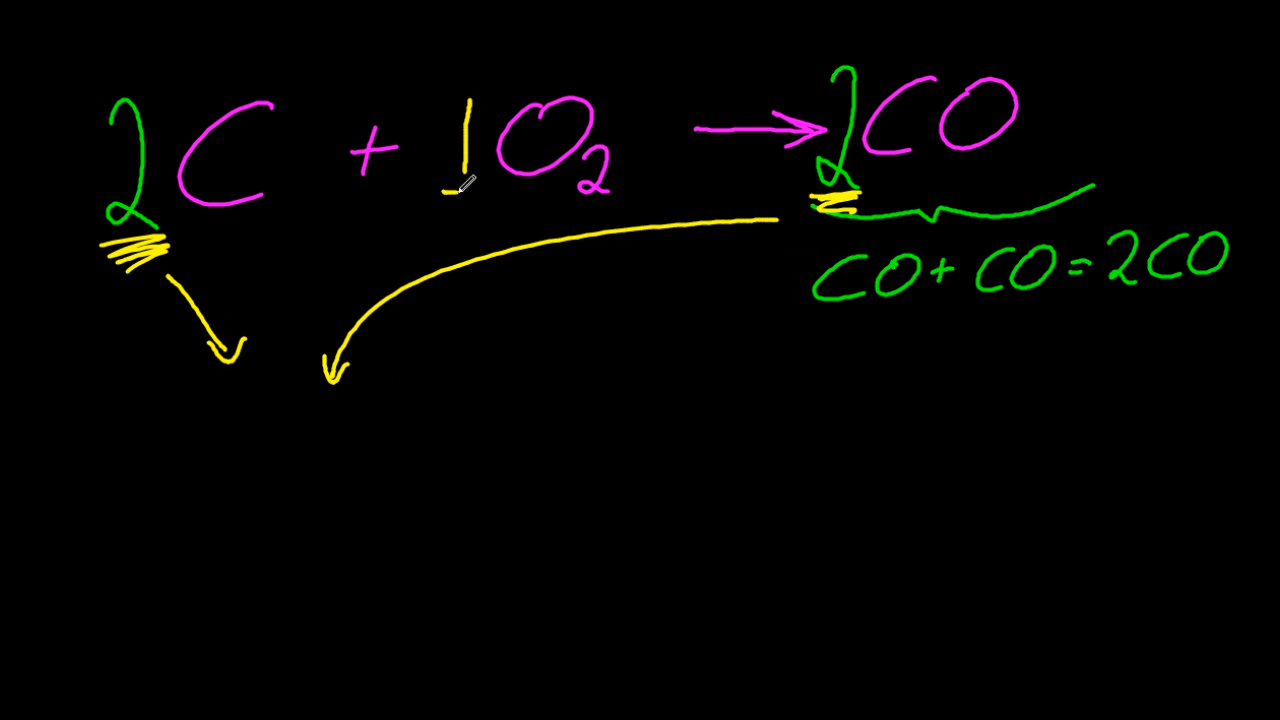 2C + 1O₂ → 2CO
CO + CO = 2CO